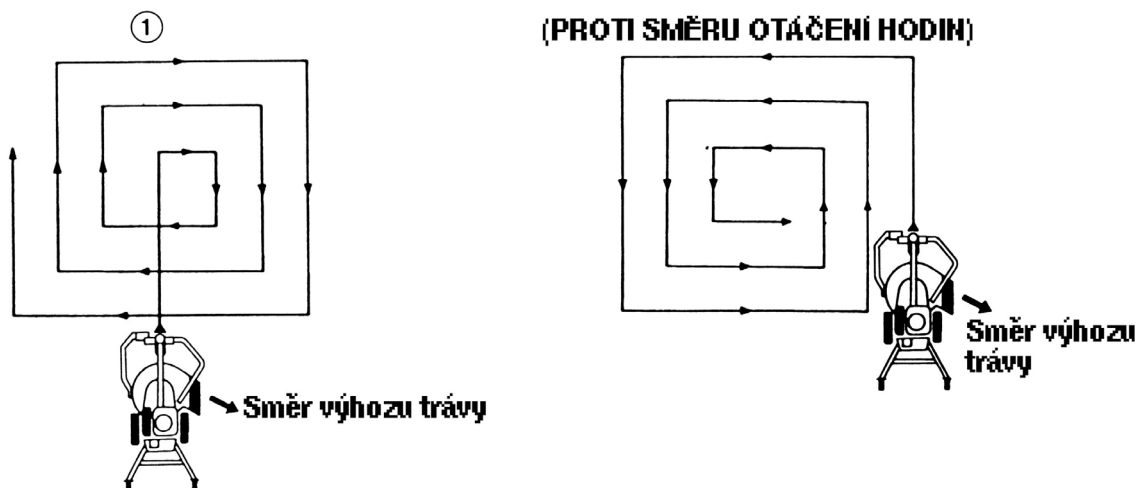 1
Směr výhozu trávy
(PROTI SMĚRU OTÁČENÍ HODIN)
Směr výhozu
trávy